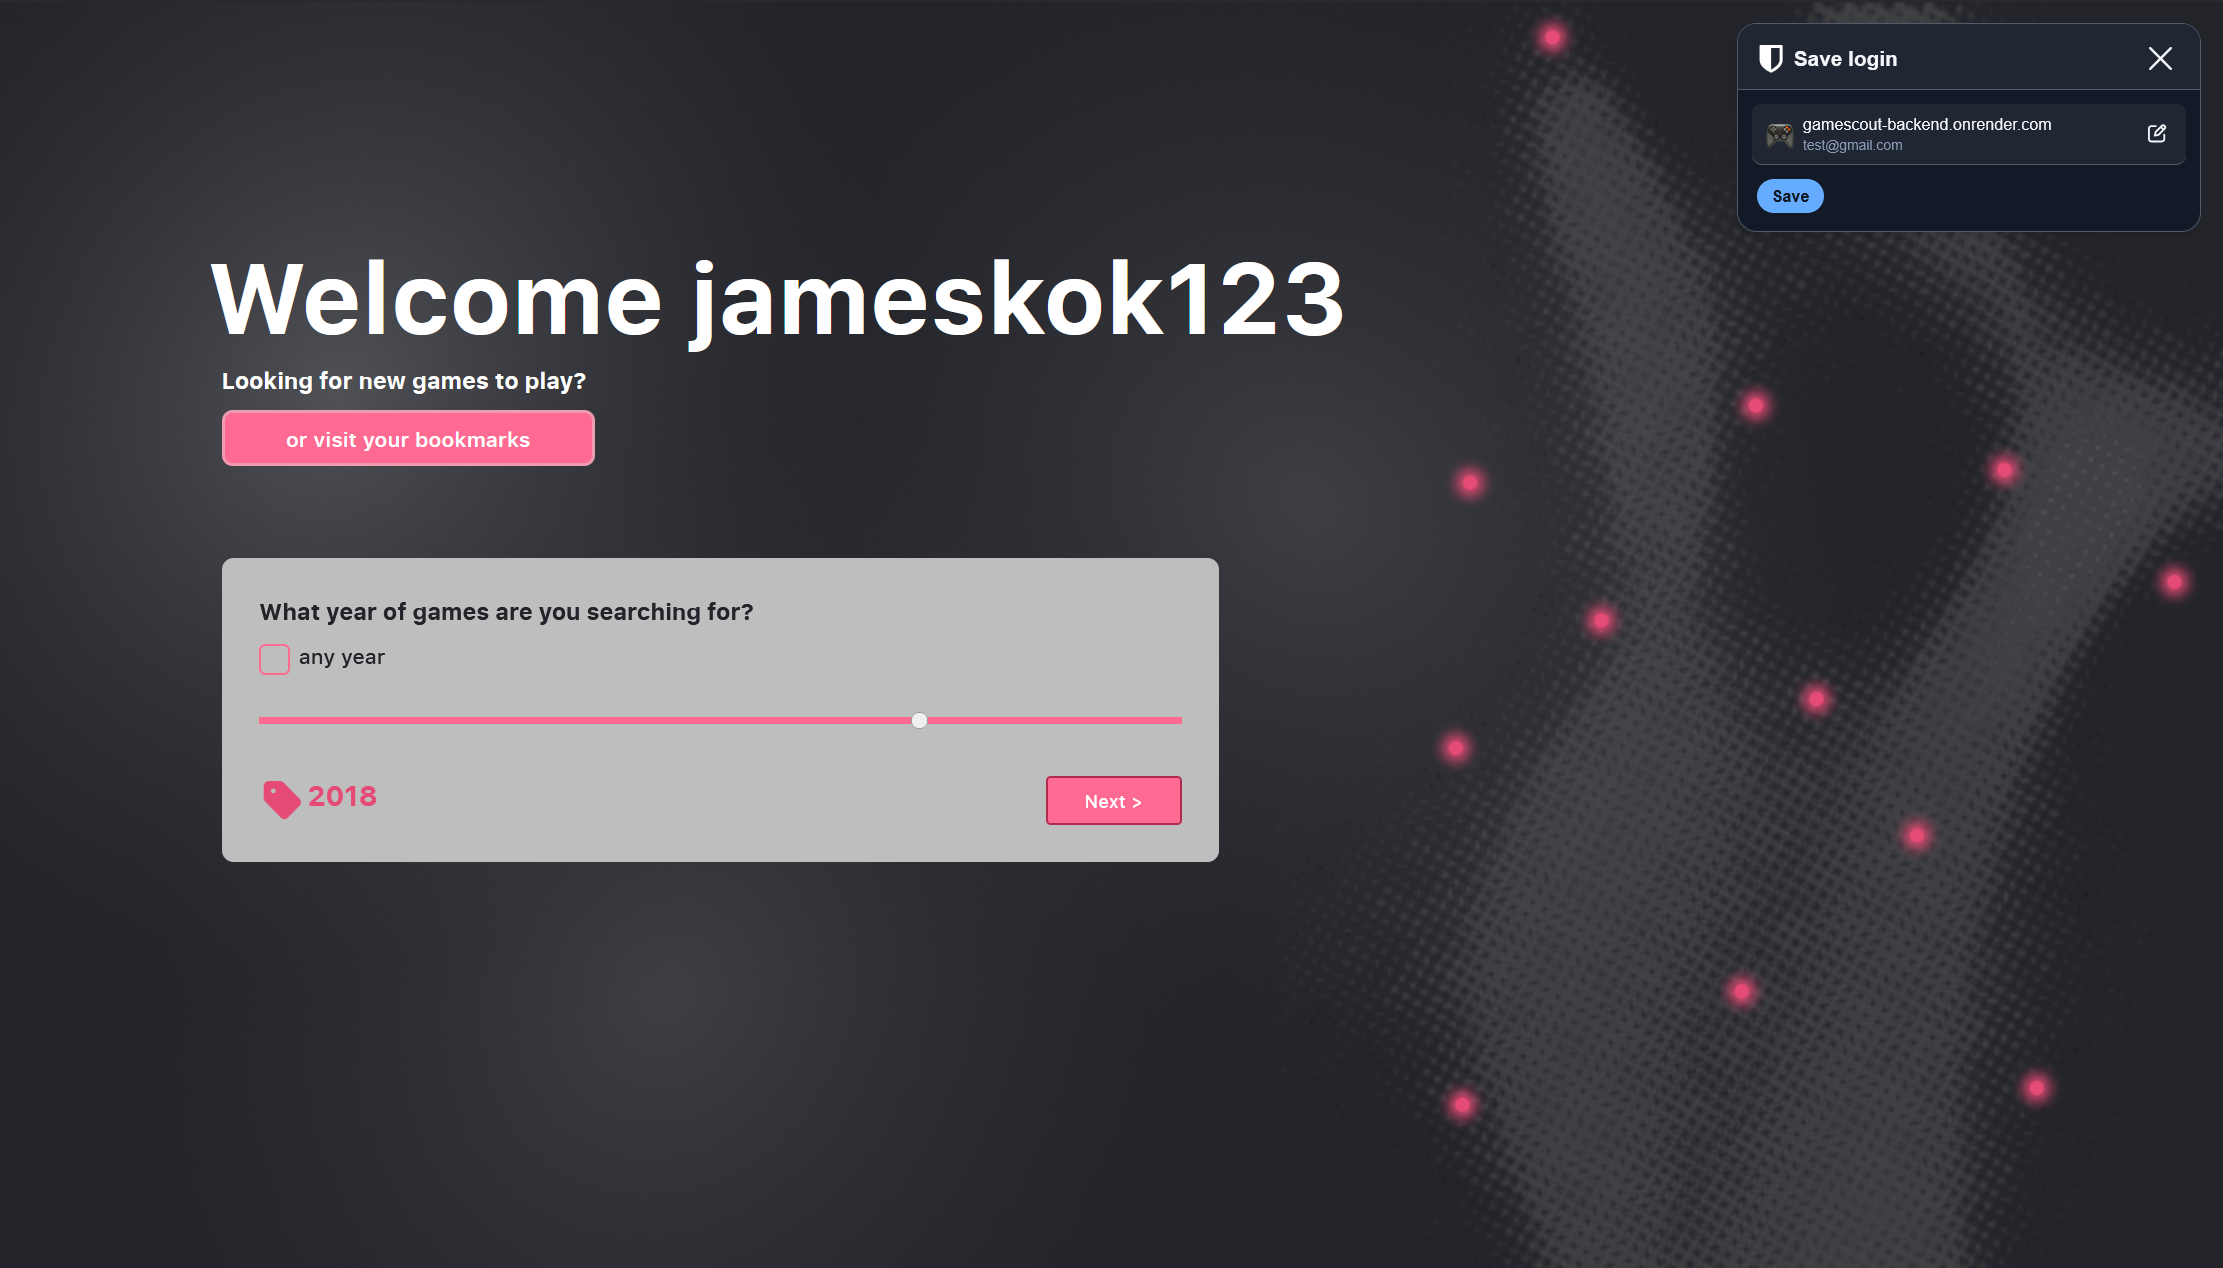 Save login
gamescout-backend.onrender.com
test@gmail.com
Save
Welcome jameskok123
Looking for new games to play?
or visit your bookmarks
What year of games are you searching for?
any year
2018
Next >